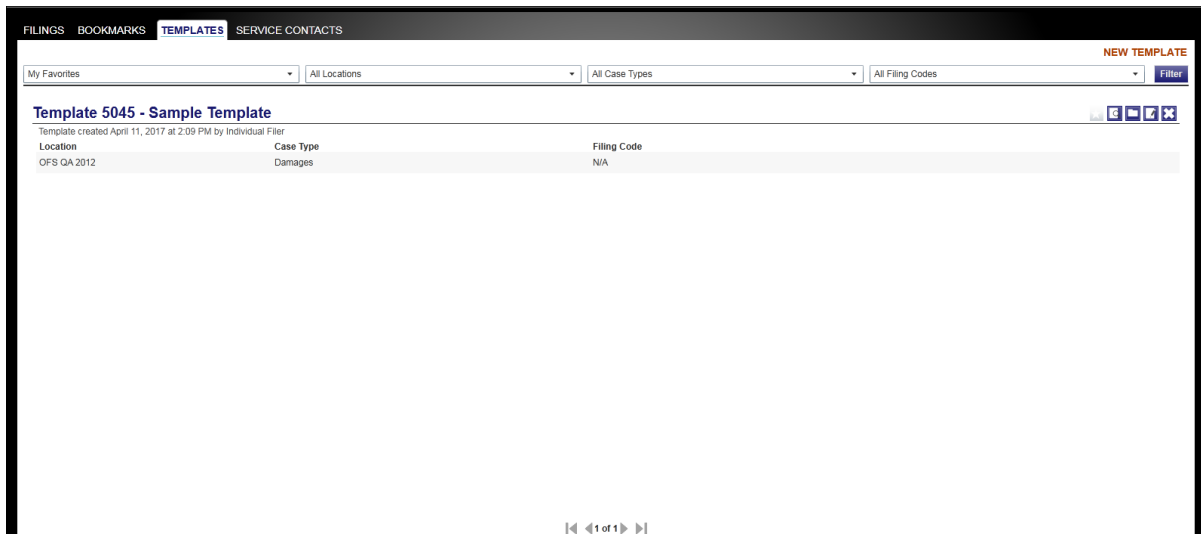 FILINGS BOOKMARKS TEMPLATES SERVICE CONTACTS
NEW TEMPLATE
My Favorites All Locations All Case Types All Filing Codes Filter
Template 5045 - Sample Template
Template created April 11, 2017 at 2:09 PM by Individual Filer
Location Case Type Filing Code
OFS QA 2012 Damages N/A
1 of 1